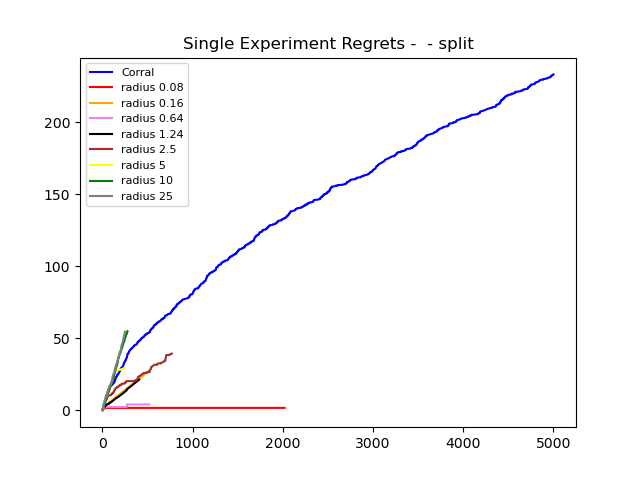 Single Experiment Regrets -  - split
Corral
radius 0.08
radius 0.16
radius 0.64
radius 1.24
radius 2.5
radius 5
radius 10
radius 25
200
150
100
50
0
0 1000 2000 3000 4000 5000